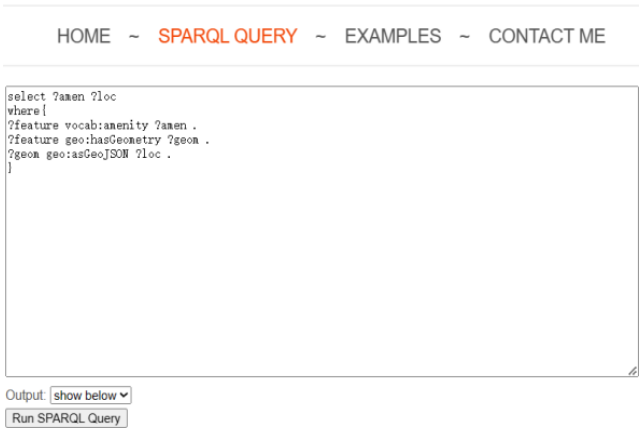 HOME ~ SPARQL QUERY ~ EXAMPLES ~ CONTACT ME
select ?amen ?loc
where{
?feature vocab:amenity ?amen .
?feature geo:hasGeometry ?geom .
?geom geo:asGeoJSON ?loc .
}
Output: show below
Run SPARQL Query